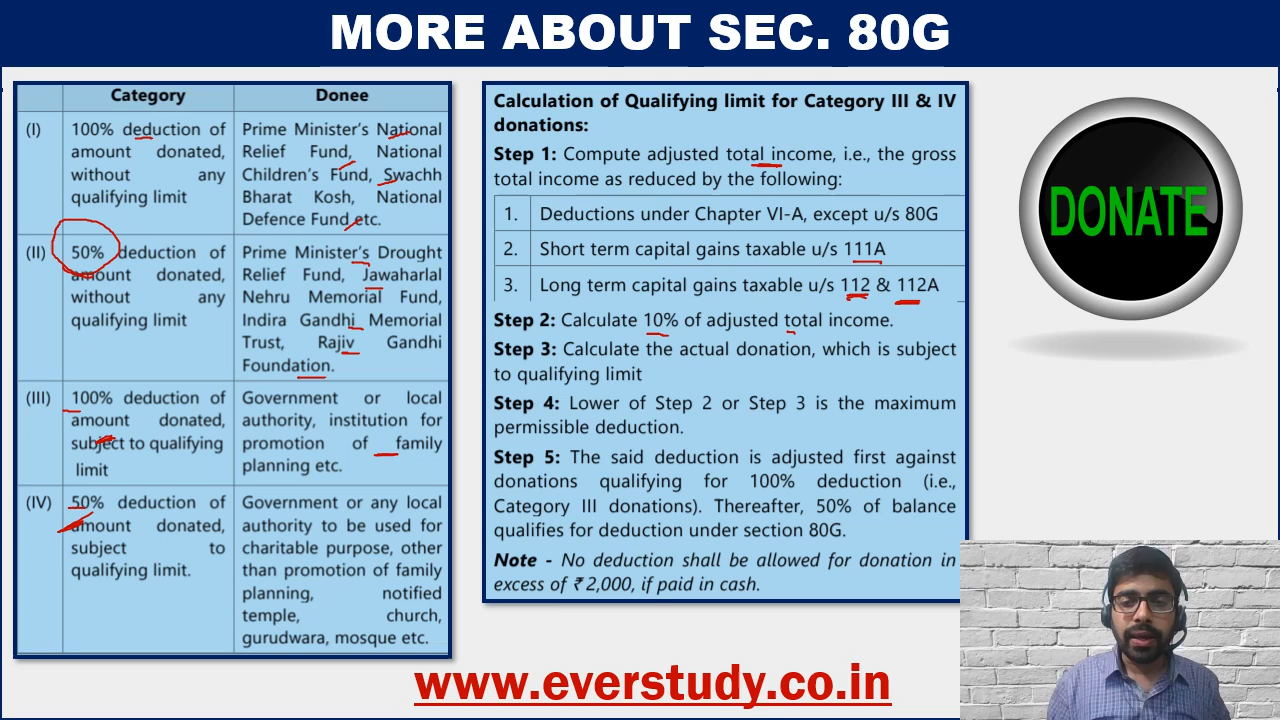 MORE ABOUT SEC. 80G
Category Donee
(I) 100% deduction of amount donated, without any qualifying limit
Prime Minister's National Relief Fund, National Children's Fund, Swachh Bharat Kosh, National Defence Fund etc.
(II) 50% deduction of amount donated, without any qualifying limit
Prime Minister's Drought Relief Fund, Jawaharlal Nehru Memorial Fund, Indira Gandhi Memorial Trust, Rajiv Gandhi Foundation.
(III) 100% deduction of amount donated, subject to qualifying limit
Government or local authority, institution for promotion of family planning etc.
(IV) 50% deduction of amount donated, subject to qualifying limit.
Government or any local authority to be used for charitable purpose, other than promotion of family planning, notified temple, church, gurudwara, mosque etc.
Calculation of Qualifying limit for Category III & IV
donations:
Step 1: Compute adjusted total income, i.e., the gross
total income as reduced by the following:
1. Deductions under Chapter VI-A, except u/s 80G
2. Short term capital gains taxable u/s 111A
3. Long term capital gains taxable u/s 112 & 112A
Step 2: Calculate 10% of adjusted total income.
Step 3: Calculate the actual donation, which is subject
to qualifying limit
Step 4: Lower of Step 2 or Step 3 is the maximum
permissible deduction.
Step 5: The said deduction is adjusted first against
donations qualifying for 100% deduction (i.e.,
Category III donations). Thereafter, 50% of balance
qualifies for deduction under section 80G.
Note - No deduction shall be allowed for donation in
excess of ₹ 2,000, if paid in cash.
DONATE
www.everstudy.co.in